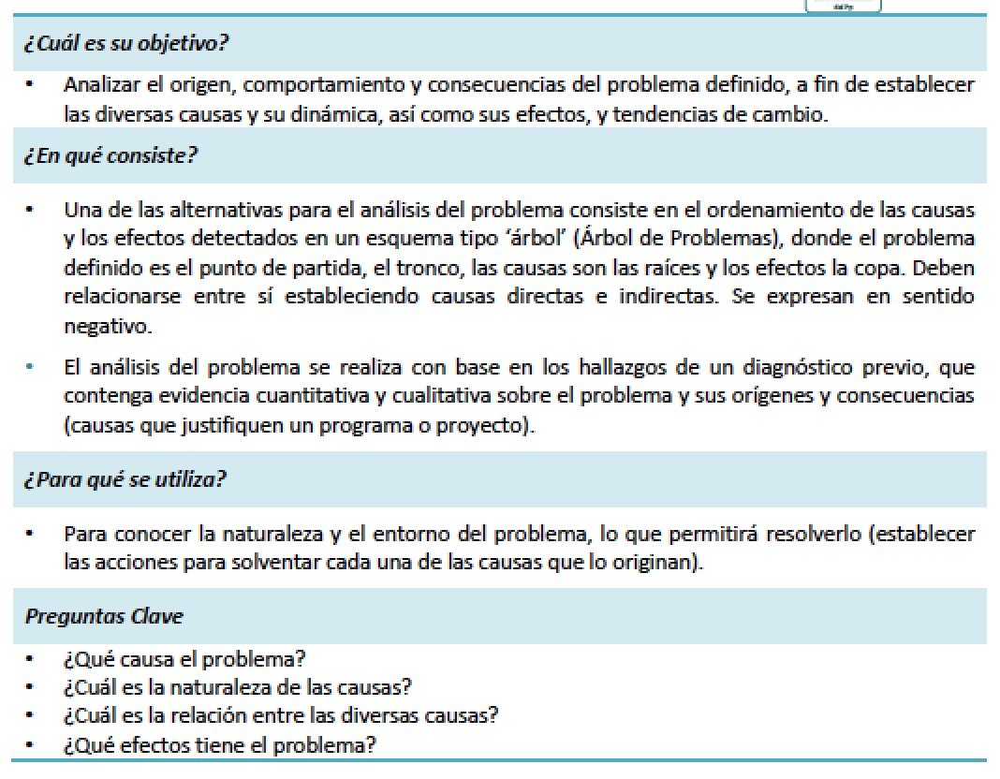 ¿Cuál es su objetivo?
• Analizar el origen, comportamiento y consecuencias del problema definido, a fin de establecer
las diversas causas y su dinámica, así como sus efectos, y tendencias de cambio.
¿En qué consiste?
• Una de las alternativas para el análisis del problema consiste en el ordenamiento de las causas
y los efectos detectados en un esquema tipo ‘árbol’ (Árbol de Problemas), donde el problema
definido es el punto de partida, el tronco, las causas son las raíces y los efectos la copa. Deben
relacionarse entre sí estableciendo causas directas e indirectas. Se expresan en sentido
negativo.
• El análisis del problema se realiza con base en los hallazgos de un diagnóstico previo, que
contenga evidencia cuantitativa y cualitativa sobre el problema y sus orígenes y consecuencias
(causas que justifiquen un programa o proyecto).
¿Para qué se utiliza?
• Para conocer la naturaleza y el entorno del problema, lo que permitirá resolverlo (establecer
las acciones para solventar cada una de las causas que lo originan).
Preguntas Clave
• ¿Qué causa el problema?
• ¿Cuál es la naturaleza de las causas?
• ¿Cuál es la relación entre las diversas causas?
• ¿Qué efectos tiene el problema?